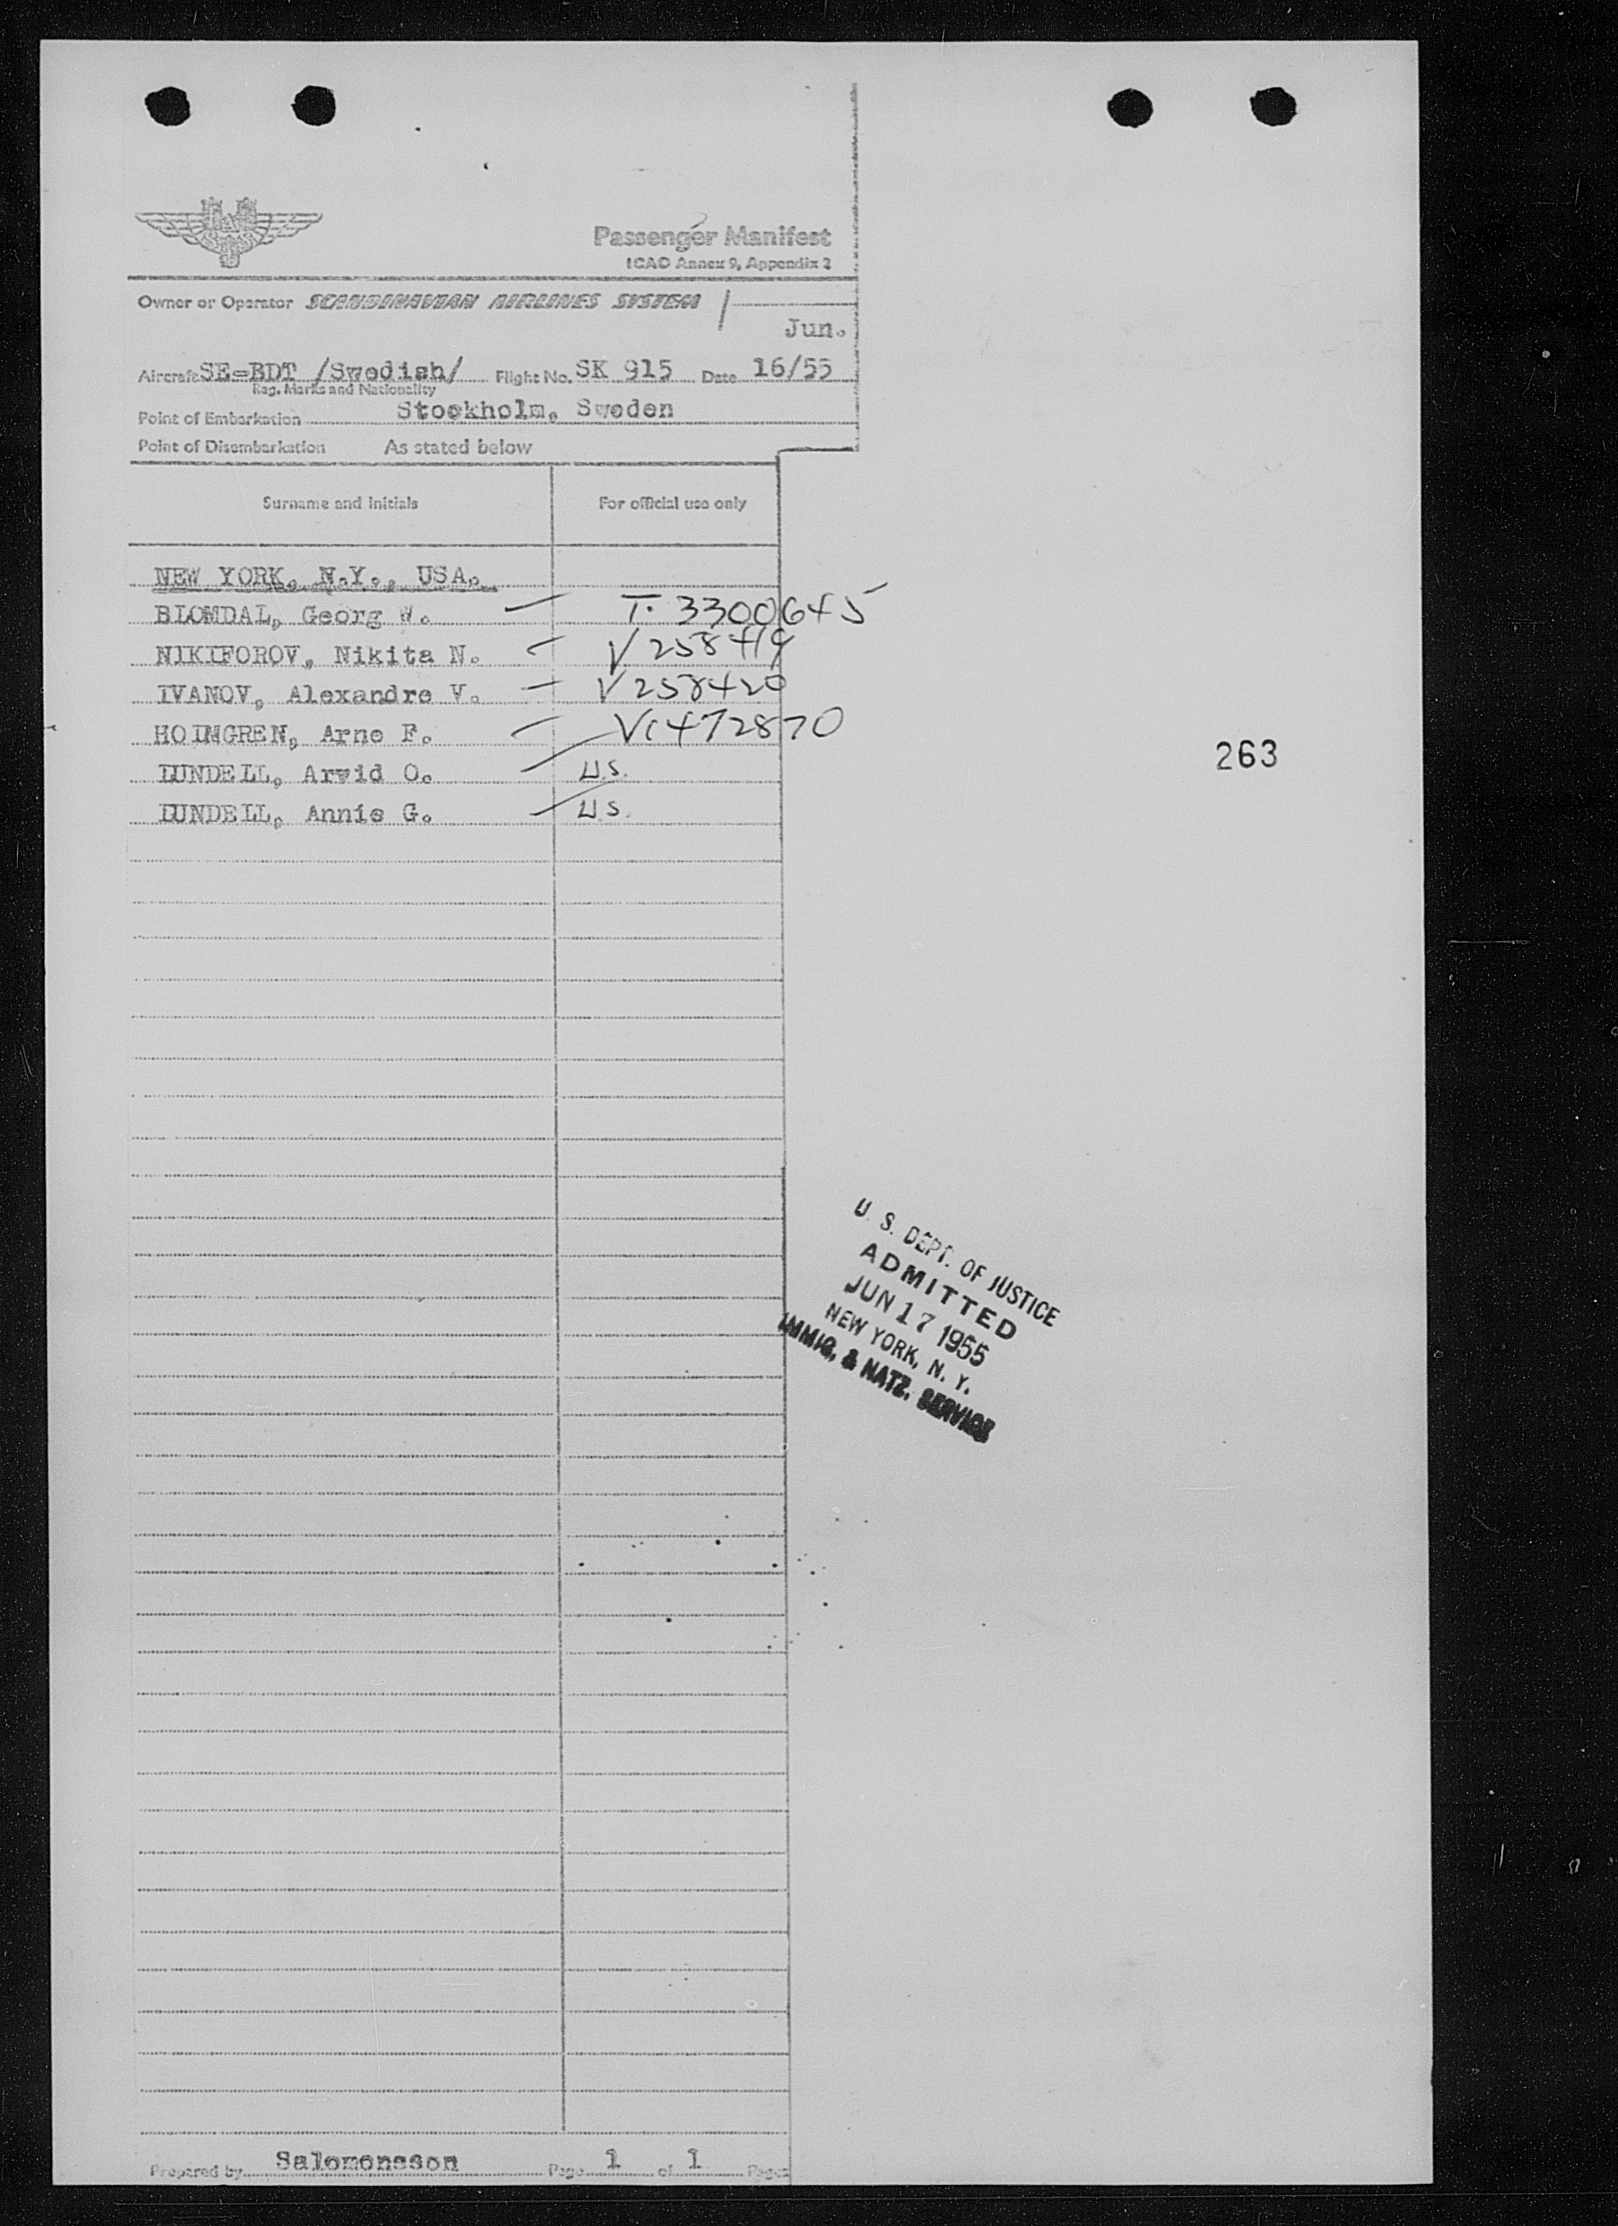 SAS
Passenger Manifest
ICAO Annex 9, Appendix 2
Owner or Operator SCANDINAVIAN AIRLINES SYSTEM
Jun.
Aircraft SE-BDT /Swedish/ Flight No. SK 915 Date 16/55
Reg. Marks and Nationality
Point of Embarkation Stockholm, Sweden
Point of Disembarkation As stated below
Surname and initials For official use only
NEW YORK, N.Y., USA.
BLOMDAL, Georg W. — T. 3300645
NIKIFOROV, Nikita N. — V 258419
IVANOV, Alexandre V. — V 258420
HOLMGREN, Arne F. — V1472870
LUNDELL, Arvid O. U.S.
LUNDELL, Annie G. U.S.
263
U. S. DEPT. OF JUSTICE
ADMITTED
JUN 17 1955
NEW YORK, N. Y.
IMMIG. & NATZ. SERVICE
Prepared by Salomonsson Page 1 of 1 Pages